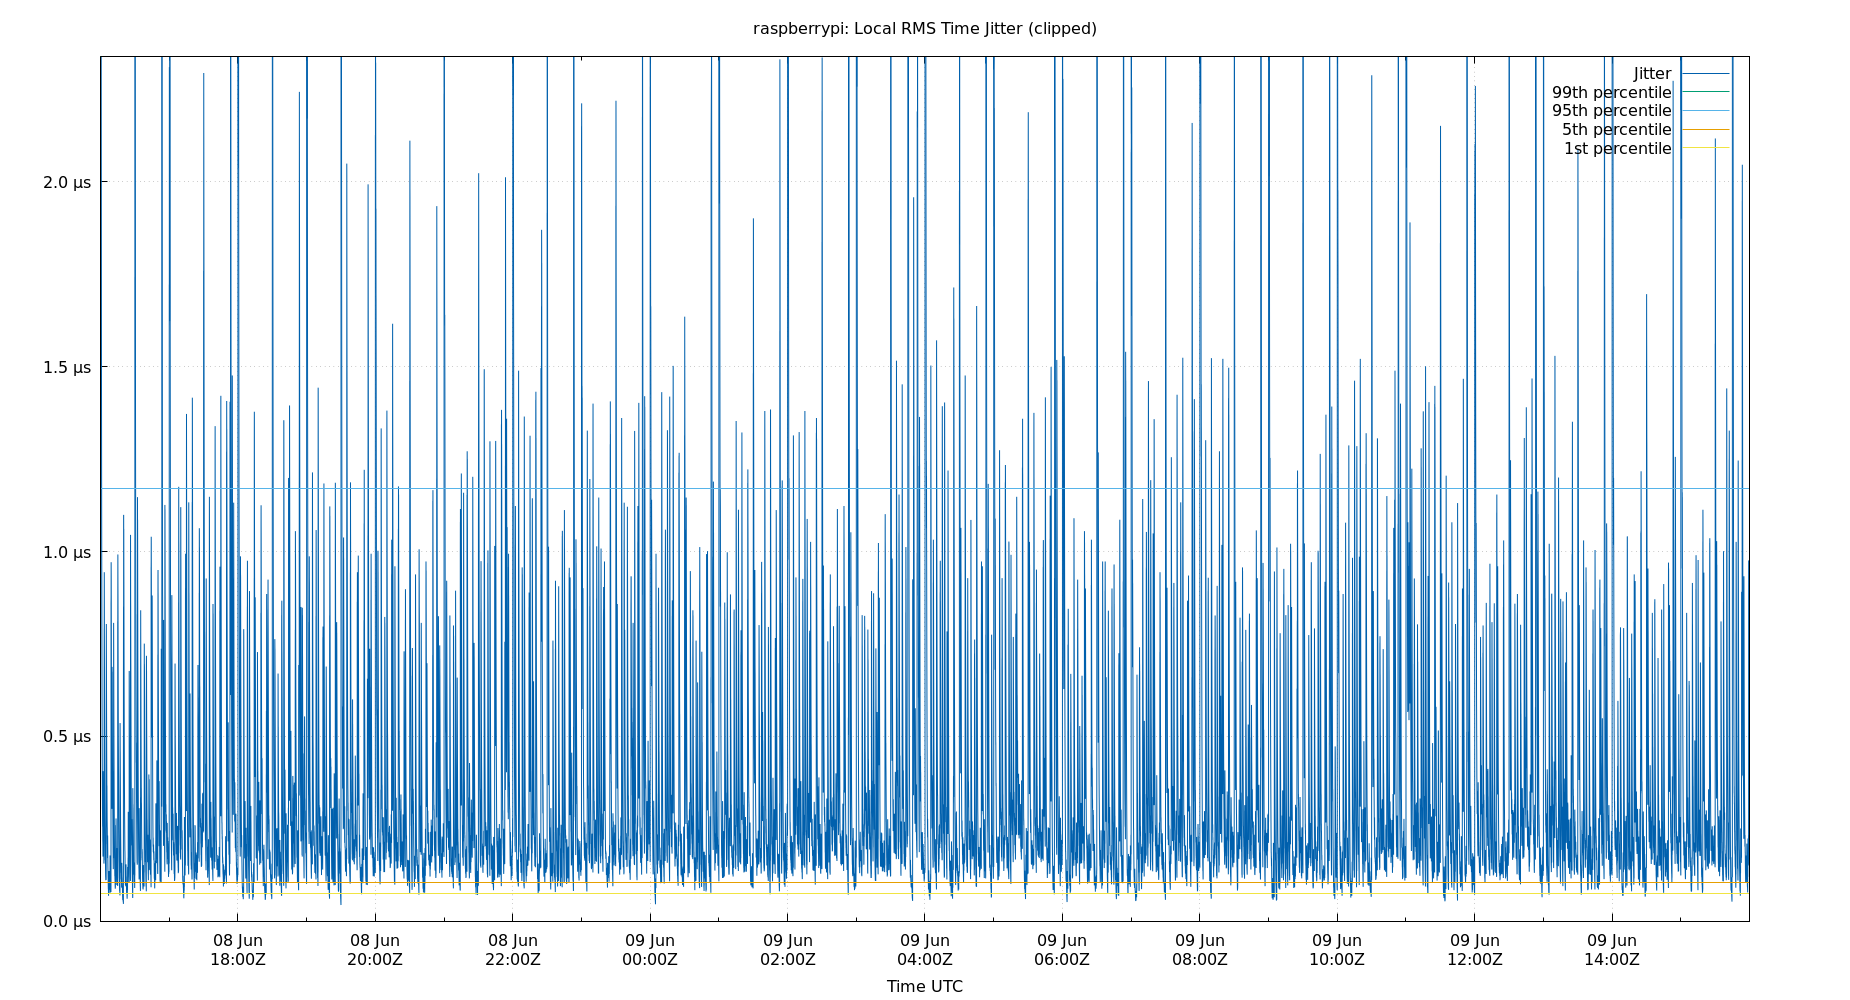 raspberrypi: Local RMS Time Jitter (clipped)
Jitter
99th percentile
95th percentile
5th percentile
1st percentile
2.0 µs
1.5 µs
1.0 µs
0.5 µs
0.0 µs
08 Jun 08 Jun 08 Jun 09 Jun 09 Jun 09 Jun 09 Jun 09 Jun 09 Jun 09 Jun 09 Jun
18:00Z 20:00Z 22:00Z 00:00Z 02:00Z 04:00Z 06:00Z 08:00Z 10:00Z 12:00Z 14:00Z
Time UTC